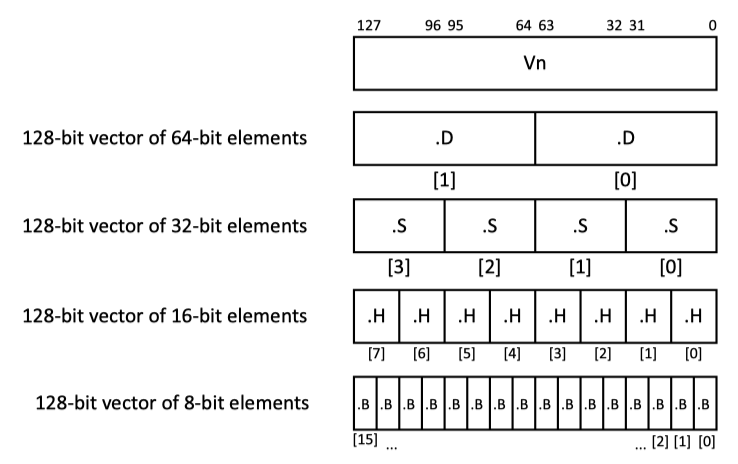 127 96 95 64 63 32 31 0
Vn
128-bit vector of 64-bit elements .D .D
[1] [0]
128-bit vector of 32-bit elements .S .S .S .S
[3] [2] [1] [0]
128-bit vector of 16-bit elements .H .H .H .H .H .H .H .H
[7] [6] [5] [4] [3] [2] [1] [0]
128-bit vector of 8-bit elements .B .B .B .B .B .B .B .B .B .B .B .B .B .B .B .B
[15] ... ... [2] [1] [0]